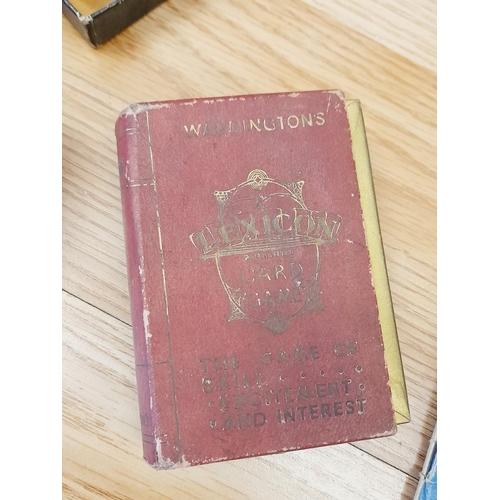 WADDINGTONS
LEXICON
CARD
GAME
THE GAME OF
SKILL
EXCITEMENT
AND INTEREST